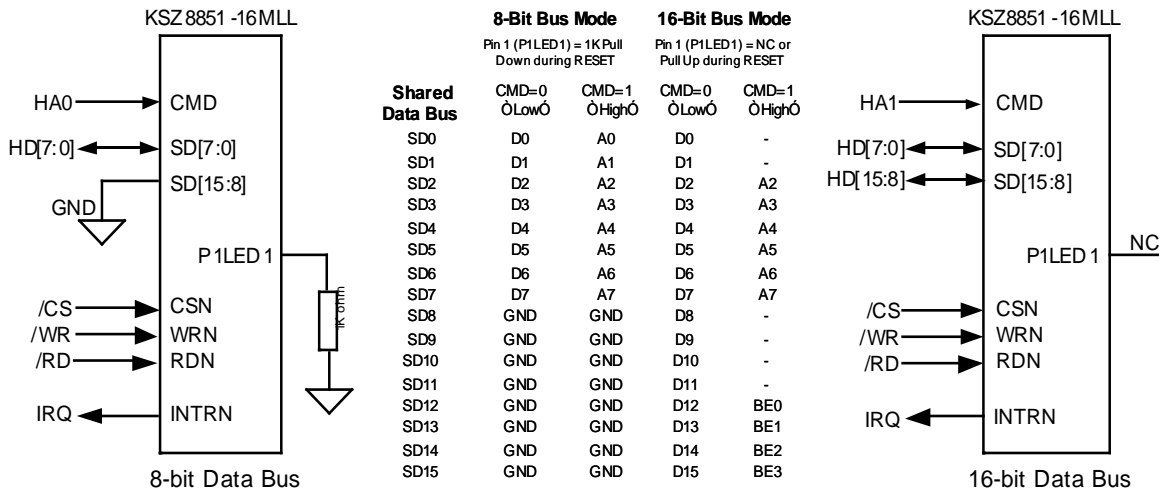 KSZ8851-16MLL
HA0
CMD
HD[7:0]
SD[7:0]
SD[15:8]
GND
P1LED1
1K ohm
/CS
CSN
/WR
WRN
/RD
RDN
IRQ
INTRN
8-bit Data Bus
8-Bit Bus Mode 16-Bit Bus Mode
Pin 1 (P1LED1) = 1K Pull Pin 1 (P1LED1) = NC or
Down during RESET Pull Up during RESET
Shared CMD=0 CMD=1 CMD=0 CMD=1
Data Bus ÒLowÓ ÒHighÓ ÒLowÓ ÒHighÓ
SD0 D0 A0 D0 -
SD1 D1 A1 D1 -
SD2 D2 A2 D2 A2
SD3 D3 A3 D3 A3
SD4 D4 A4 D4 A4
SD5 D5 A5 D5 A5
SD6 D6 A6 D6 A6
SD7 D7 A7 D7 A7
SD8 GND GND D8 -
SD9 GND GND D9 -
SD10 GND GND D10 -
SD11 GND GND D11 -
SD12 GND GND D12 BE0
SD13 GND GND D13 BE1
SD14 GND GND D14 BE2
SD15 GND GND D15 BE3
KSZ8851-16MLL
HA1
CMD
HD[7:0]
SD[7:0]
HD[15:8]
SD[15:8]
P1LED1
NC
/CS
CSN
/WR
WRN
/RD
RDN
IRQ
INTRN
16-bit Data Bus